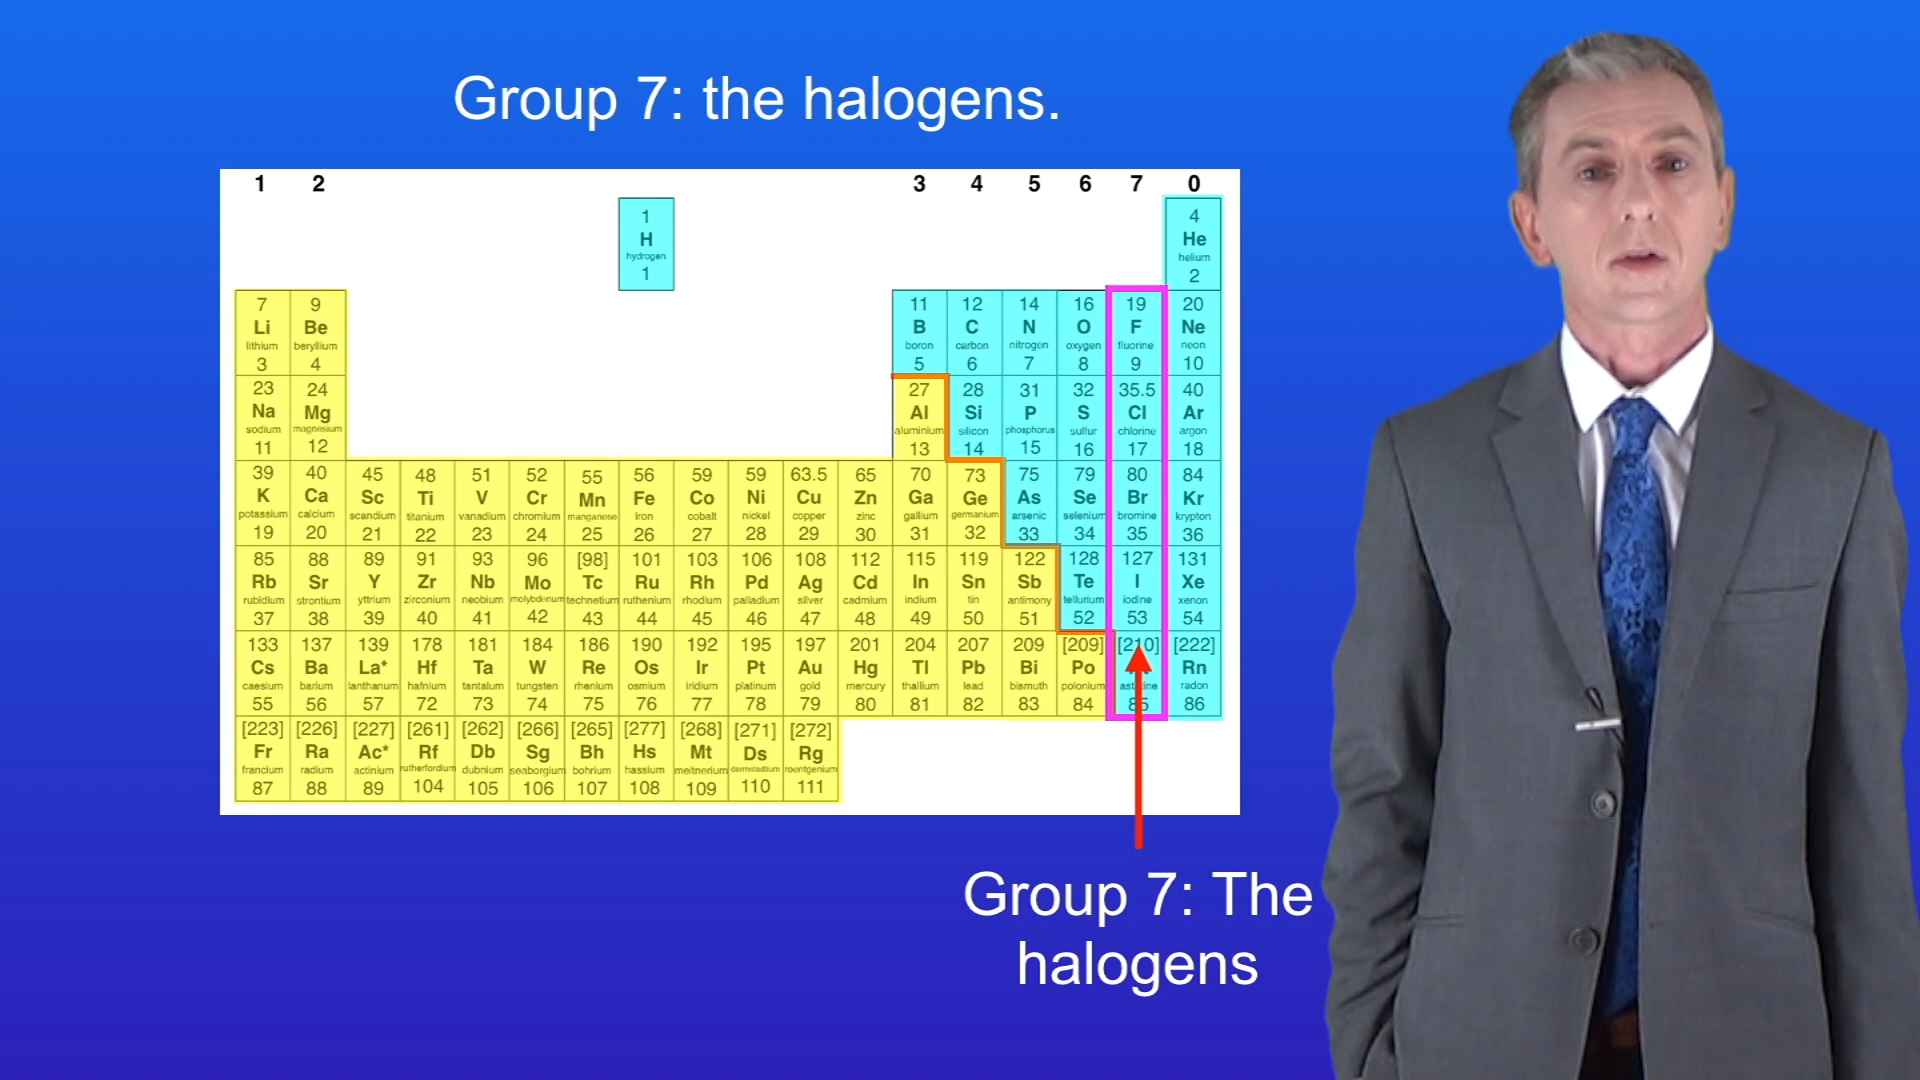 Group 7: the halogens.
1 2 3 4 5 6 7 0
1 4
H He
hydrogen helium
1 2
7 9 11 12 14 16 19 20
Li Be B C N O F Ne
lithium beryllium boron carbon nitrogen oxygen fluorine neon
3 4 5 6 7 8 9 10
23 24 27 28 31 32 35.5 40
Na Mg Al Si P S Cl Ar
sodium magnesium aluminium silicon phosphorus sulfur chlorine argon
11 12 13 14 15 16 17 18
39 40 45 48 51 52 55 56 59 59 63.5 65 70 73 75 79 80 84
K Ca Sc Ti V Cr Mn Fe Co Ni Cu Zn Ga Ge As Se Br Kr
potassium calcium scandium titanium vanadium chromium manganese iron cobalt nickel copper zinc gallium germanium arsenic selenium bromine krypton
19 20 21 22 23 24 25 26 27 28 29 30 31 32 33 34 35 36
85 88 89 91 93 96 [98] 101 103 106 108 112 115 119 122 128 127 131
Rb Sr Y Zr Nb Mo Tc Ru Rh Pd Ag Cd In Sn Sb Te I Xe
rubidium strontium yttrium zirconium neobium molybdenum technetium ruthenium rhodium palladium silver cadmium indium tin antimony tellurium iodine xenon
37 38 39 40 41 42 43 44 45 46 47 48 49 50 51 52 53 54
133 137 139 178 181 184 186 190 192 195 197 201 204 207 209 [209] [210] [222]
Cs Ba La* Hf Ta W Re Os Ir Pt Au Hg Tl Pb Bi Po Rn
caesium barium lanthanum hafnium tantalum tungsten rhenium osmium iridium platinum gold mercury thallium lead bismuth polonium astatine radon
55 56 57 72 73 74 75 76 77 78 79 80 81 82 83 84 85 86
[223] [226] [227] [261] [262] [266] [265] [277] [268] [271] [272]
Fr Ra Ac* Rf Db Sg Bh Hs Mt Ds Rg
francium radium actinium rutherfordium dubnium seaborgium bohrium hassium meitnerium darmstadtium roentgenium
87 88 89 104 105 106 107 108 109 110 111
Group 7: The
halogens